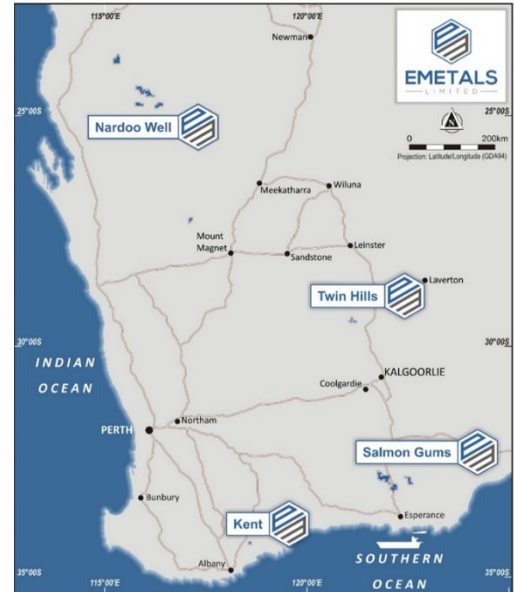 115°00'E
120°00'E
Newman
EMETALS
LIMITED
25°00'S
25°00'S
Nardoo Well
0
200km
Projection: Latitude/Longitude (GDA94)
Meekatharra
Wiluna
Mount
Magnet
Sandstone
Leinster
Laverton
Twin Hills
30°00'S
30°00'S
INDIAN
OCEAN
KALGOORLIE
Coolgardie
Northam
PERTH
Salmon Gums
Bunbury
Kent
Esperance
Albany
SOUTHERN
OCEAN
35°00'S
35°00'S
115°00'E
120°00'E